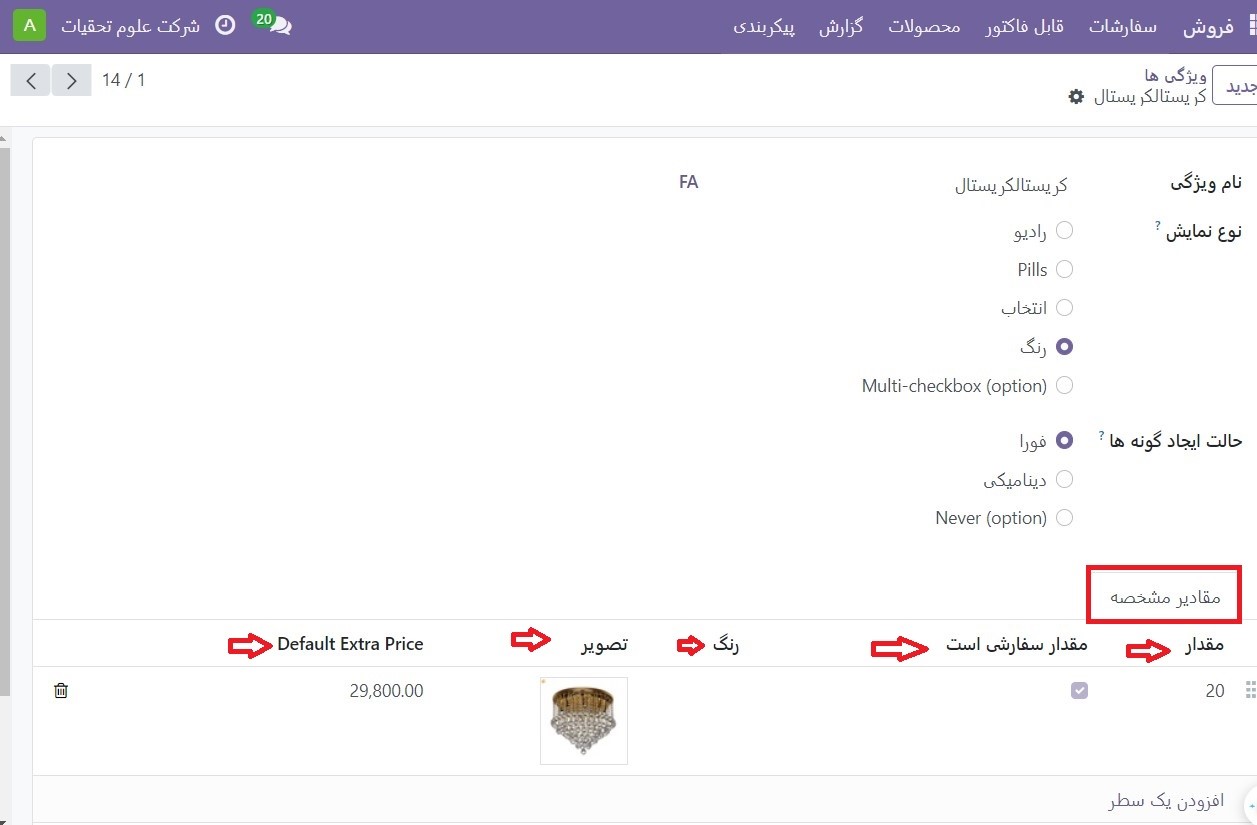 فروش سفارشات قابل فاکتور محصولات گزارش پیکربندی 20 شرکت علوم تحقیات A
جدید ویژگی ها 14 / 1
کریستالکریستال
نام ویژگی کریستالکریستال FA
نوع نمایش ? رادیو
Pills
انتخاب
رنگ
Multi-checkbox (option)
حالت ایجاد گونه ها ? فورا
دینامیکی
Never (option)
مقادیر مشخصه
مقدار مقدار سفارشی است رنگ تصویر Default Extra Price
20 29,800.00
افزودن یک سطر